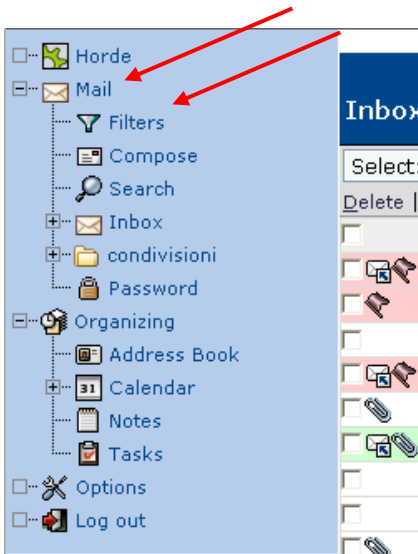 Horde
Mail
Filters
Compose
Search
Inbox
condivisioni
Password
Organizing
Address Book
31 Calendar
Notes
Tasks
Options
Log out
Inbox
Select:
Delete |